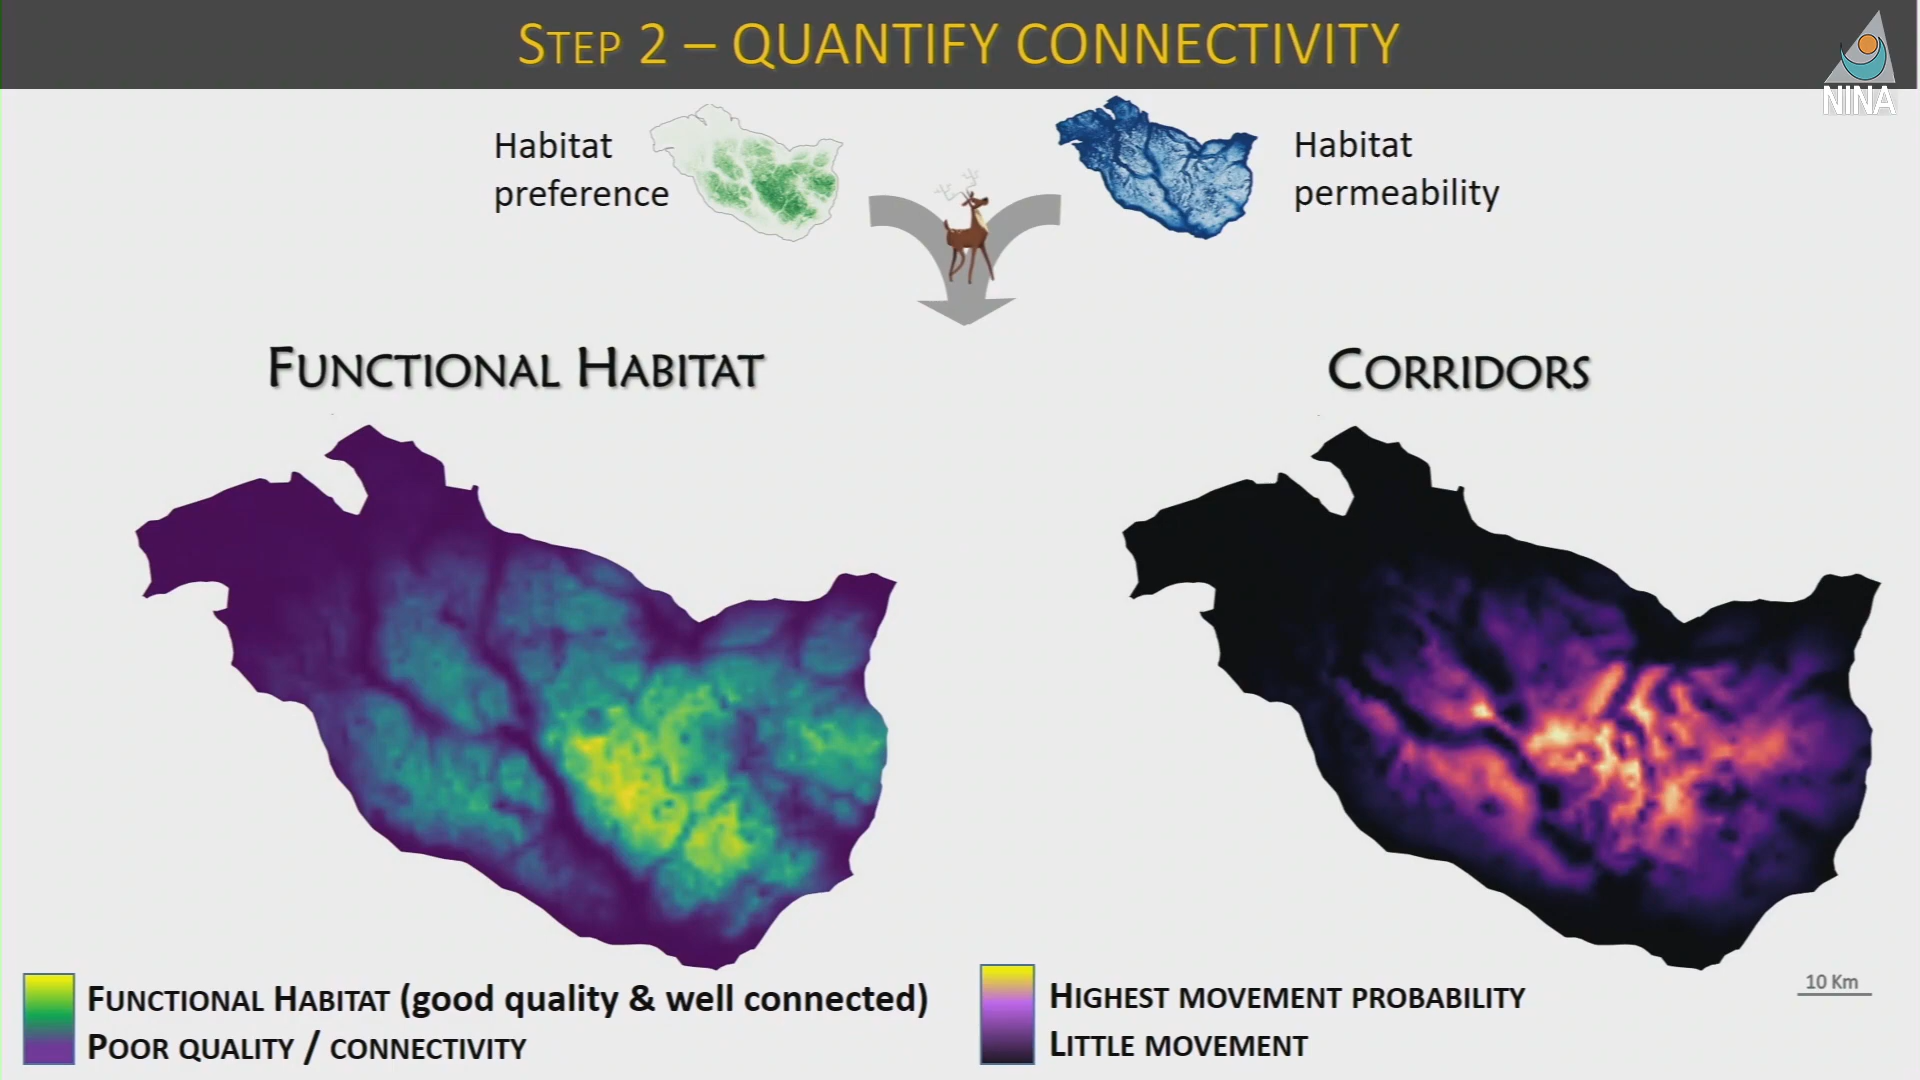 STEP 2 – QUANTIFY CONNECTIVITY
NINA
Habitat
preference
Habitat
permeability
FUNCTIONAL HABITAT
CORRIDORS
FUNCTIONAL HABITAT (good quality & well connected)
POOR QUALITY / CONNECTIVITY
HIGHEST MOVEMENT PROBABILITY
LITTLE MOVEMENT
10 Km